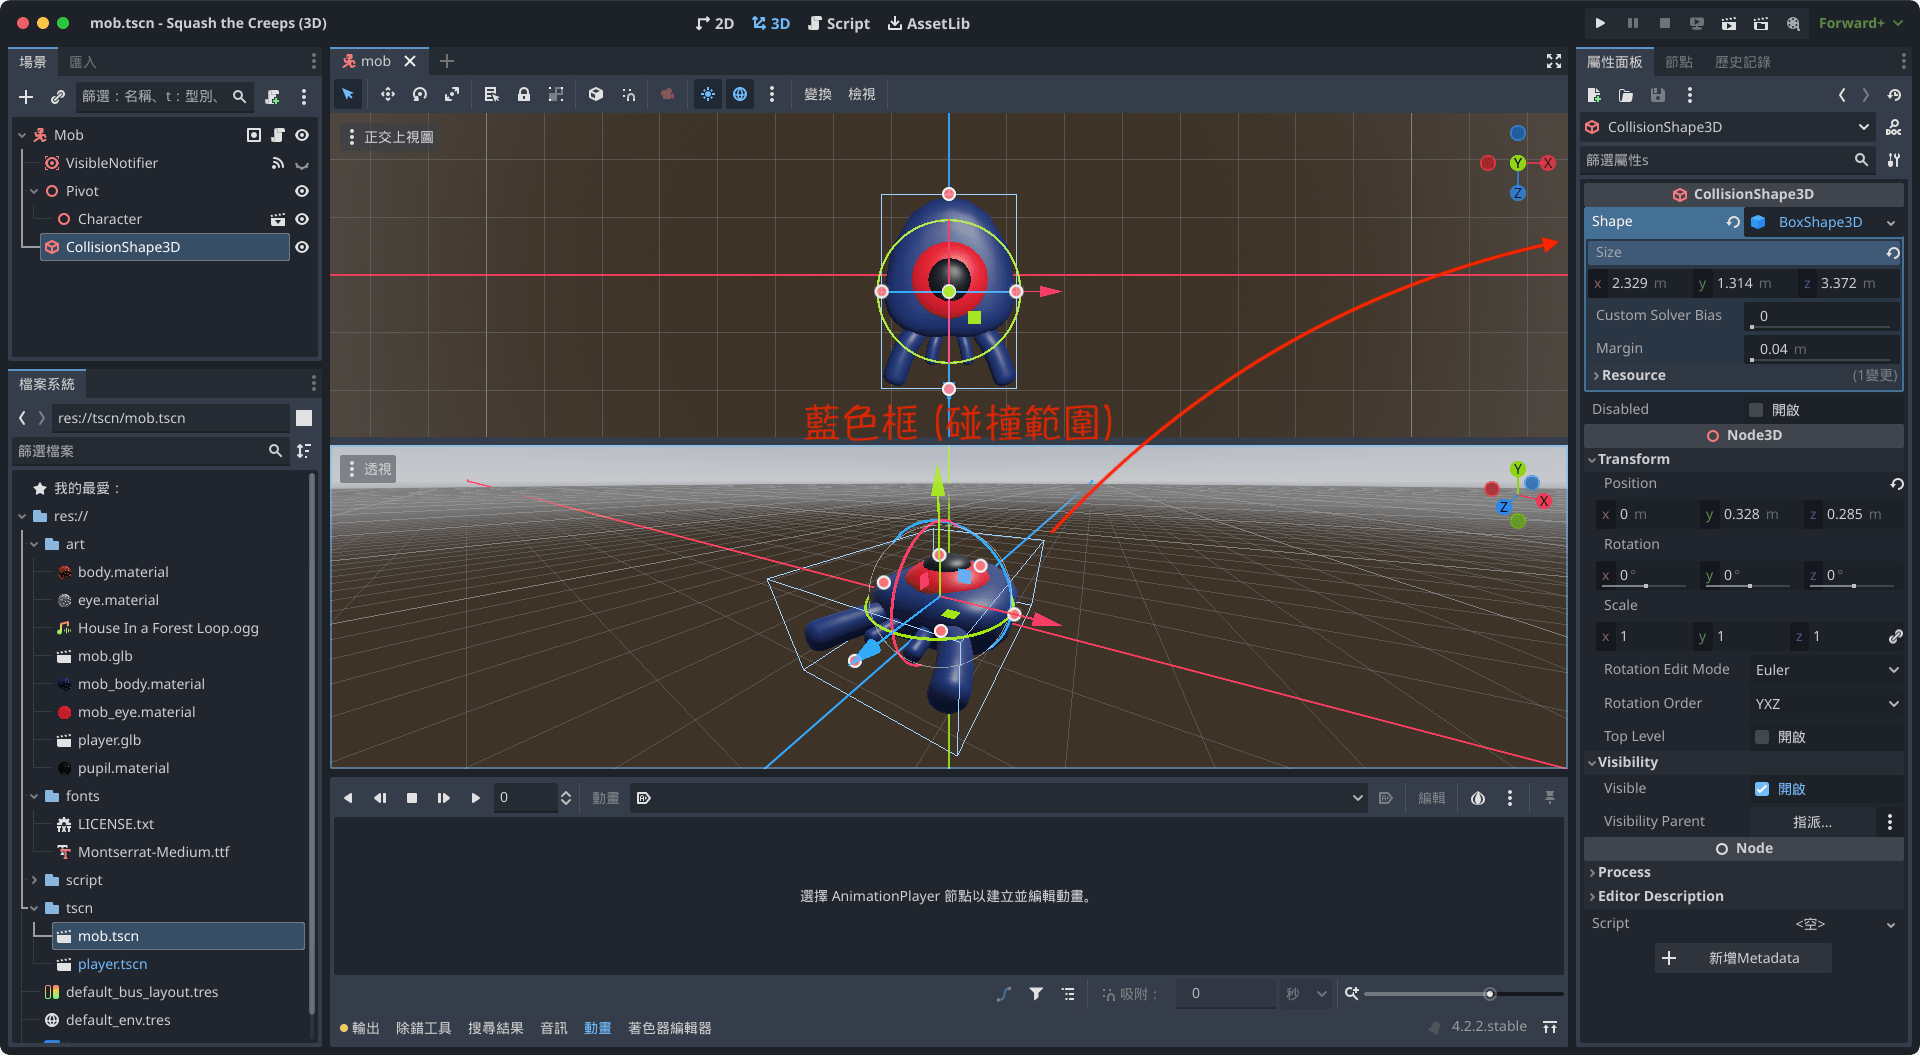 mob.tscn - Squash the Creeps (3D)
2D 3D Script AssetLib
Forward+
場景 匯入
篩選：名稱、t：型別、
Mob
VisibleNotifier
Pivot
Character
CollisionShape3D
檔案系統
res://tscn/mob.tscn
篩選檔案
我的最愛：
res://
art
body.material
eye.material
House In a Forest Loop.ogg
mob.glb
mob_body.material
mob_eye.material
player.glb
pupil.material
fonts
LICENSE.txt
Montserrat-Medium.ttf
script
tscn
mob.tscn
player.tscn
default_bus_layout.tres
default_env.tres
mob
變換 檢視
正交上視圖
Y X
Z
藍色框 (碰撞範圍)
透視
Y
Z X
0 動畫 編輯
選擇 AnimationPlayer 節點以建立並編輯動畫。
吸附： 0 秒
輸出 除錯工具 搜尋結果 音訊 動畫 著色器編輯器
4.2.2.stable
屬性面板 節點 歷史記錄
CollisionShape3D
DOC
篩選屬性s
CollisionShape3D
Shape BoxShape3D
Size
x 2.329 m y 1.314 m z 3.372 m
Custom Solver Bias 0
Margin 0.04 m
Resource (1變更)
Disabled 開啟
Node3D
Transform
Position
x 0 m y 0.328 m z 0.285 m
Rotation
x 0° y 0° z 0°
Scale
x 1 y 1 z 1
Rotation Edit Mode Euler
Rotation Order YXZ
Top Level 開啟
Visibility
Visible 開啟
Visibility Parent 指派...
Node
Process
Editor Description
Script <空>
新增Metadata